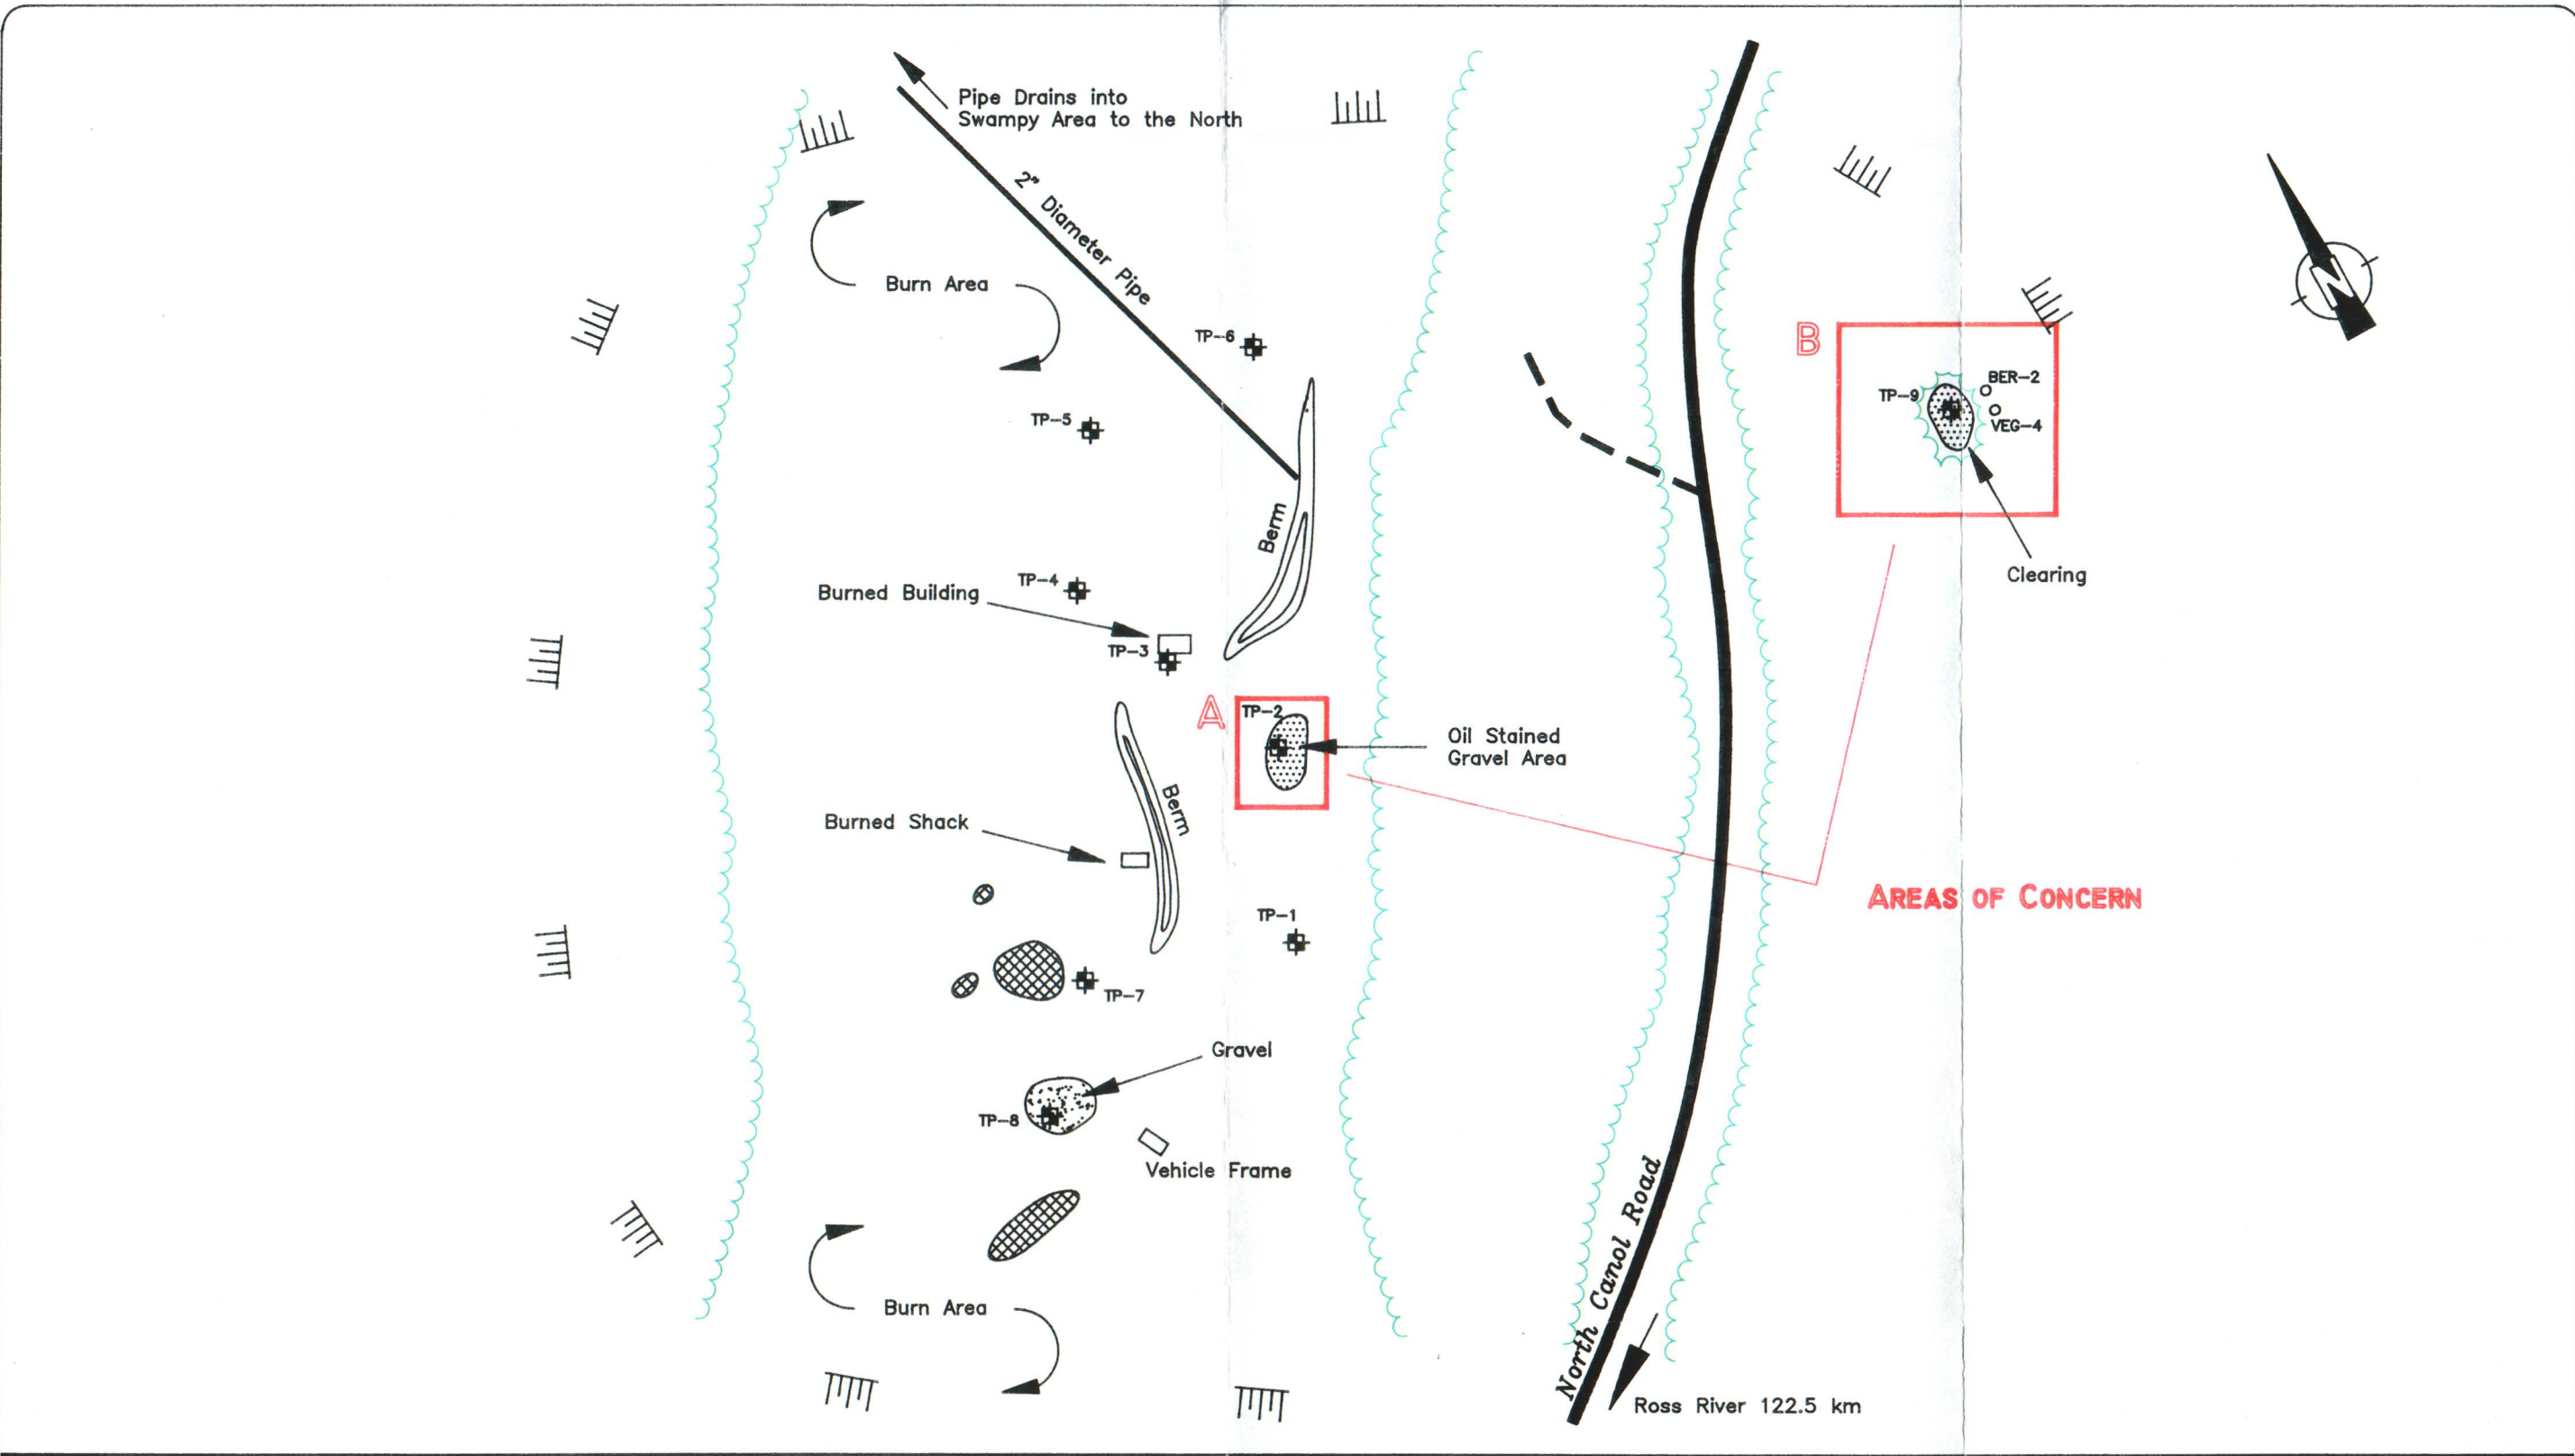 Pipe Drains into
Swampy Area to the North
2" Diameter Pipe
Burn Area
TP-6
TP-5
B
BER-2
TP-9
VEG-4
N
Berm
Clearing
TP-4
Burned Building
TP-3
A
TP-2
Oil Stained
Gravel Area
Berm
Burned Shack
AREAS OF CONCERN
TP-1
TP-7
Gravel
TP-8
Vehicle Frame
North Canol Road
Burn Area
Ross River 122.5 km